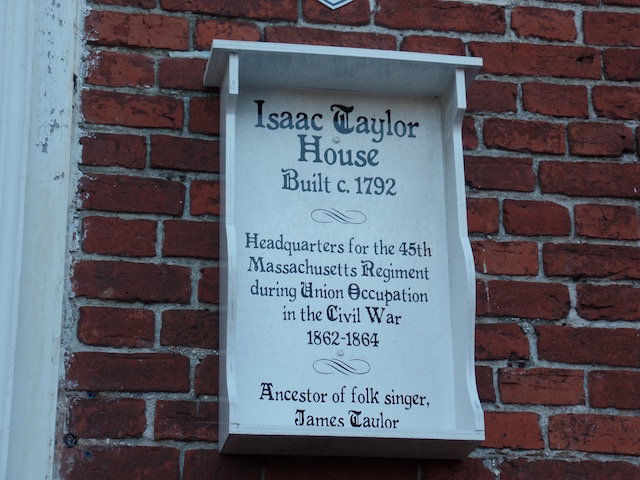 Isaac Taylor
House
Built c. 1792
Headquarters for the 45th
Massachusetts Regiment
during Union Occupation
in the Civil War
1862-1864
Ancestor of folk singer,
James Taylor